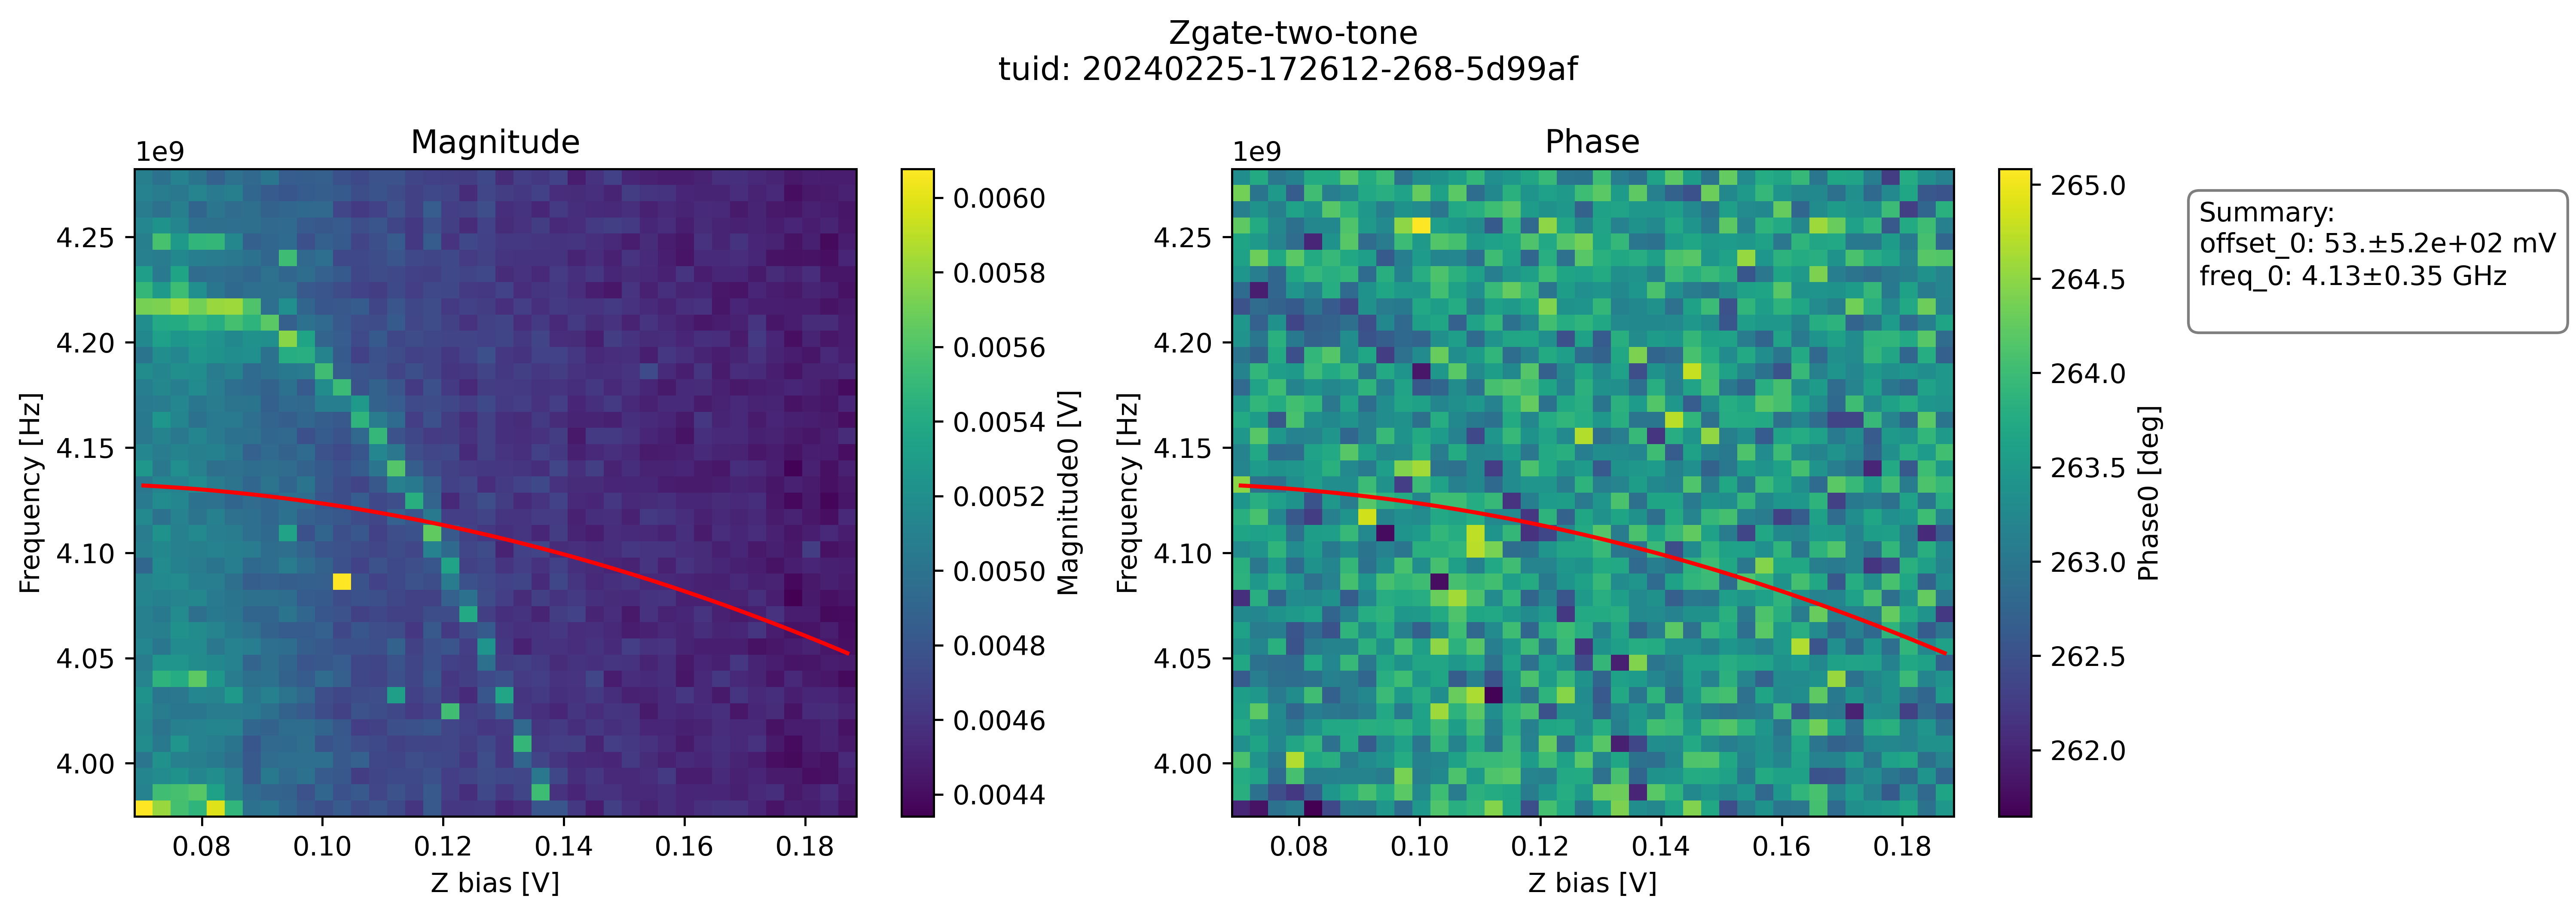 Zgate-two-tone
tuid: 20240225-172612-268-5d99af
Magnitude
1e9
4.25
4.20
4.15
4.10
4.05
4.00
Frequency [Hz]
0.08
0.10
0.12
0.14
0.16
0.18
Z bias [V]
0.0060
0.0058
0.0056
0.0054
0.0052
0.0050
0.0048
0.0046
0.0044
Magnitude0 [V]
Phase
1e9
4.25
4.20
4.15
4.10
4.05
4.00
Frequency [Hz]
0.08
0.10
0.12
0.14
0.16
0.18
Z bias [V]
265.0
264.5
264.0
263.5
263.0
262.5
262.0
Phase0 [deg]
Summary:
offset_0: 53.±5.2e+02 mV
freq_0: 4.13±0.35 GHz